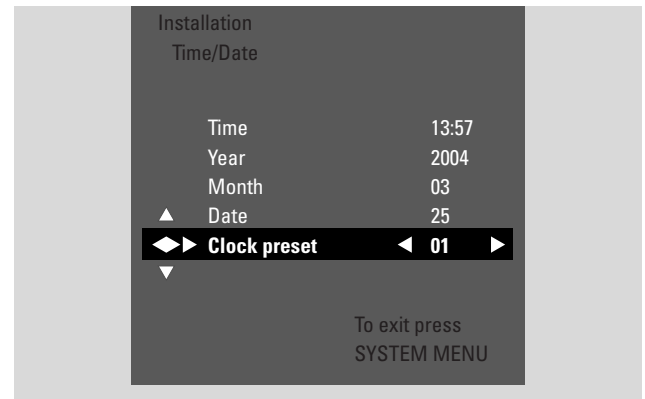 Installation
Time/Date
Time 13:57
Year 2004
Month 03
Date 25
Clock preset 01
To exit press
SYSTEM MENU